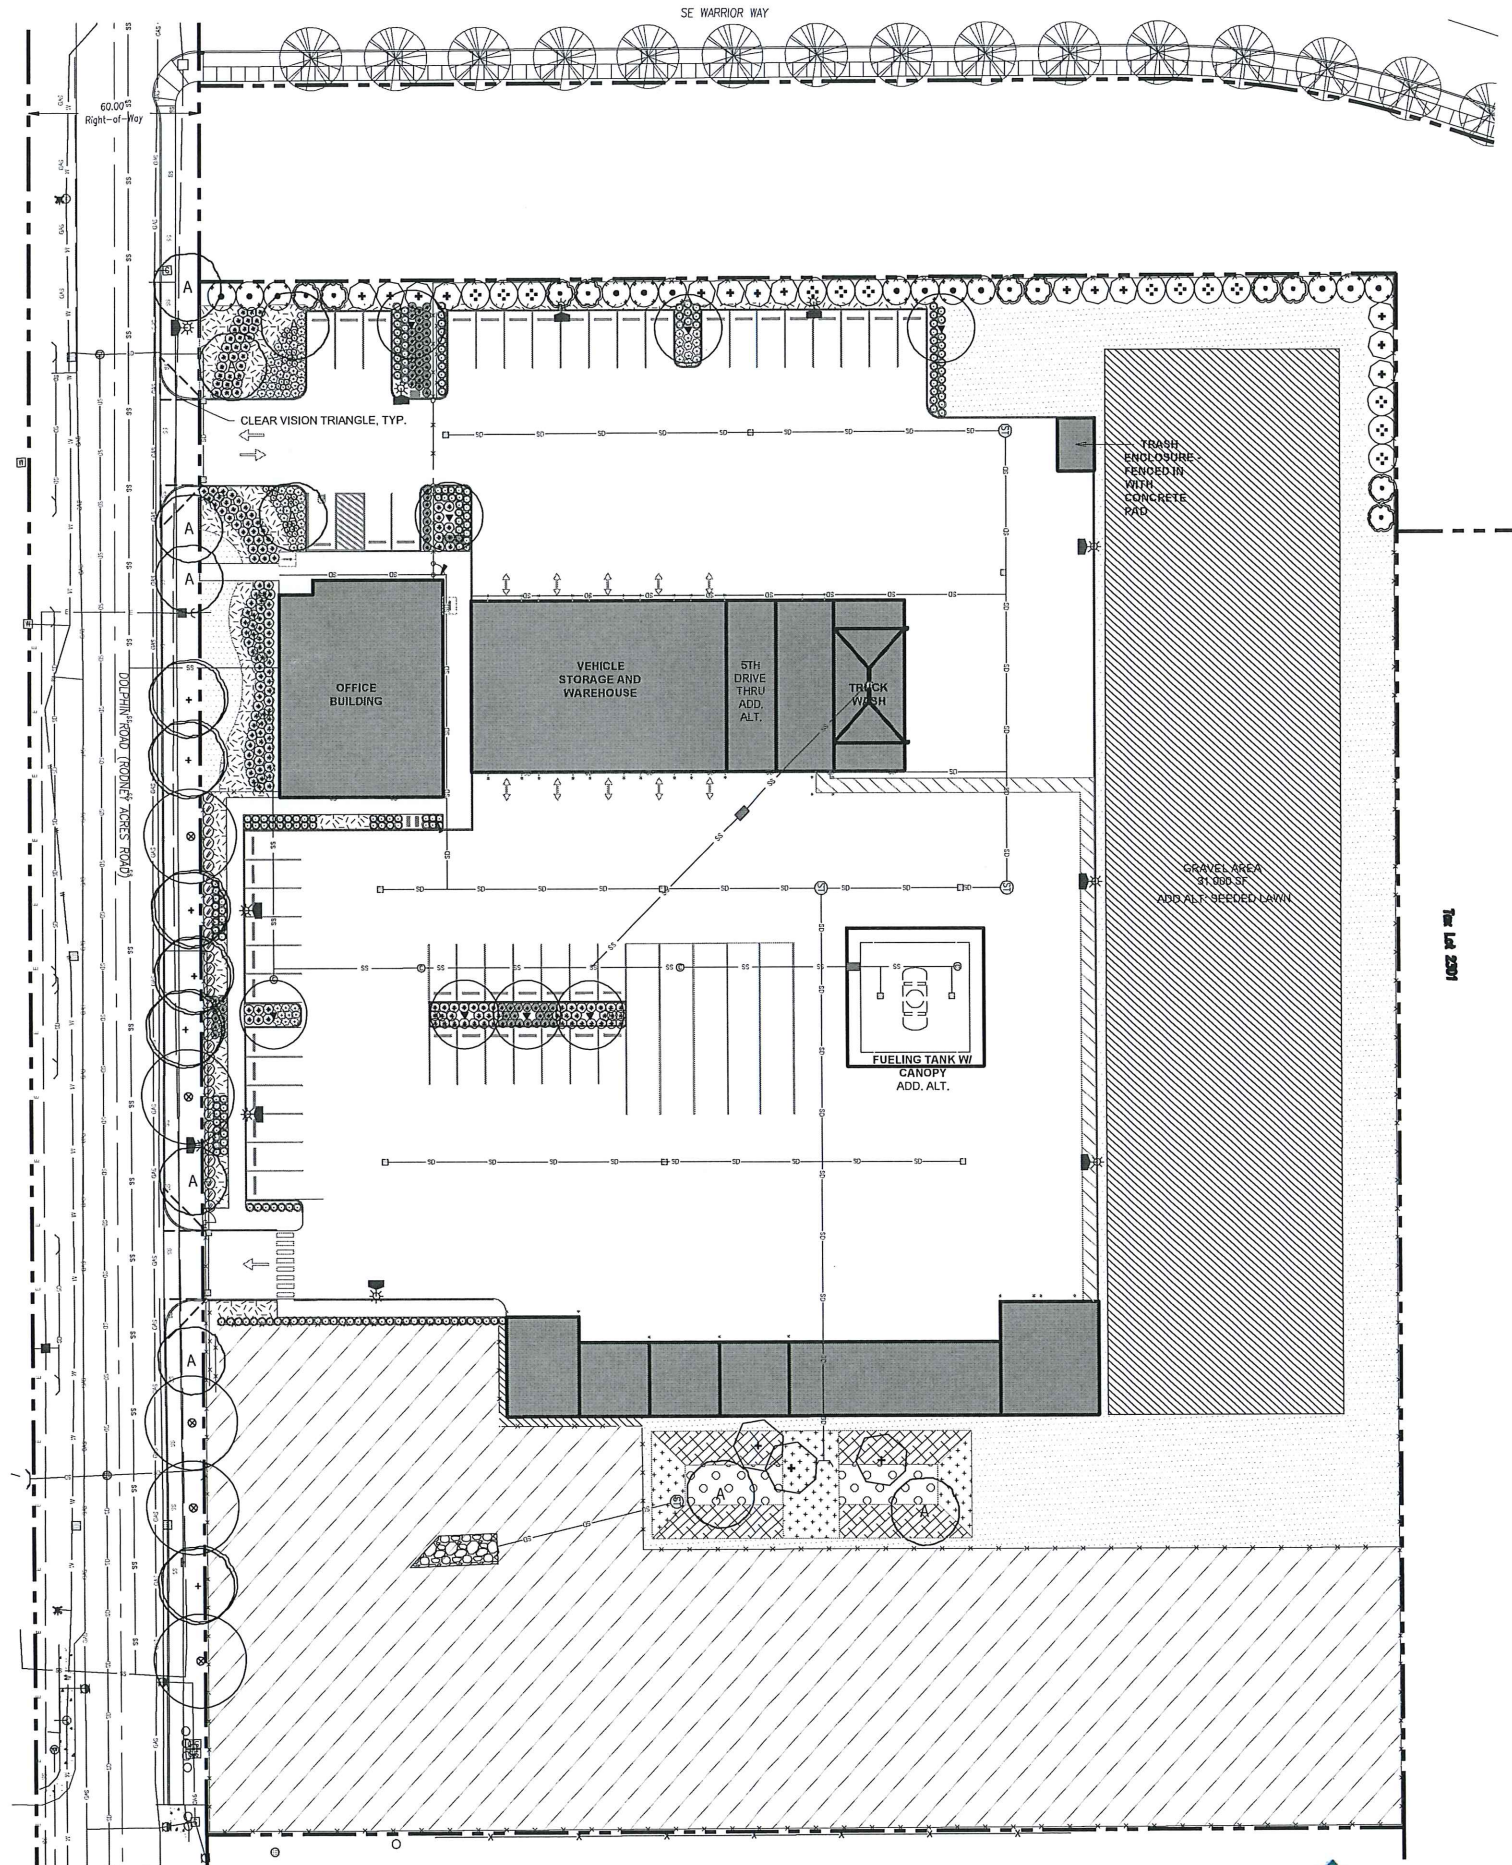 SE WARRIOR WAY
60.00'
Right-of-Way
CLEAR VISION TRIANGLE, TYP.
TRASH
ENCLOSURE -
FENCED IN
WITH
CONCRETE
PAD
OFFICE
BUILDING
VEHICLE
STORAGE AND
WAREHOUSE
5TH
DRIVE
THRU
ADD.
ALT.
TRUCK
WASH
DOLPHIN ROAD (RODNEY ACRES ROAD)
GRAVEL AREA
31,000 SF
ADD ALT: SEEDED LAWN
Tax Lot 2301
FUELING TANK W/
CANOPY
ADD. ALT.